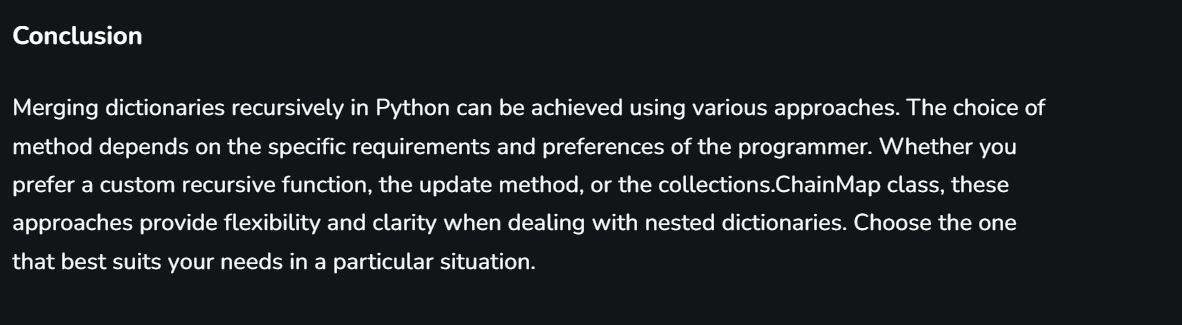 Conclusion
Merging dictionaries recursively in Python can be achieved using various approaches. The choice of
method depends on the specific requirements and preferences of the programmer. Whether you
prefer a custom recursive function, the update method, or the collections.ChainMap class, these
approaches provide flexibility and clarity when dealing with nested dictionaries. Choose the one
that best suits your needs in a particular situation.